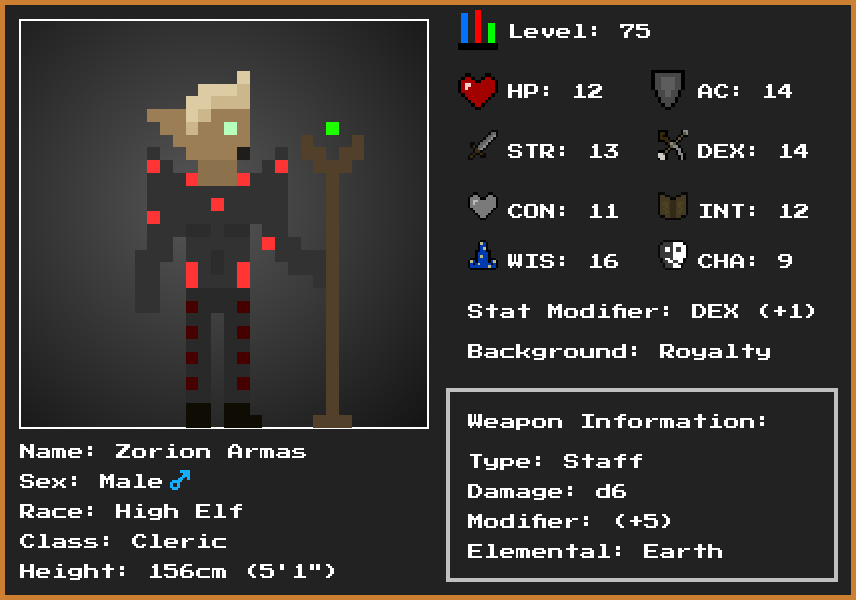 Level: 75
HP: 12
AC: 14
STR: 13
DEX: 14
CON: 11
INT: 12
WIS: 16
CHA: 9
Stat Modifier: DEX (+1)
Background: Royalty
Weapon Information:
Type: Staff
Damage: d6
Modifier: (+5)
Elemental: Earth
Name: Zorion Armas
Sex: Male♂
Race: High Elf
Class: Cleric
Height: 156cm (5'1")